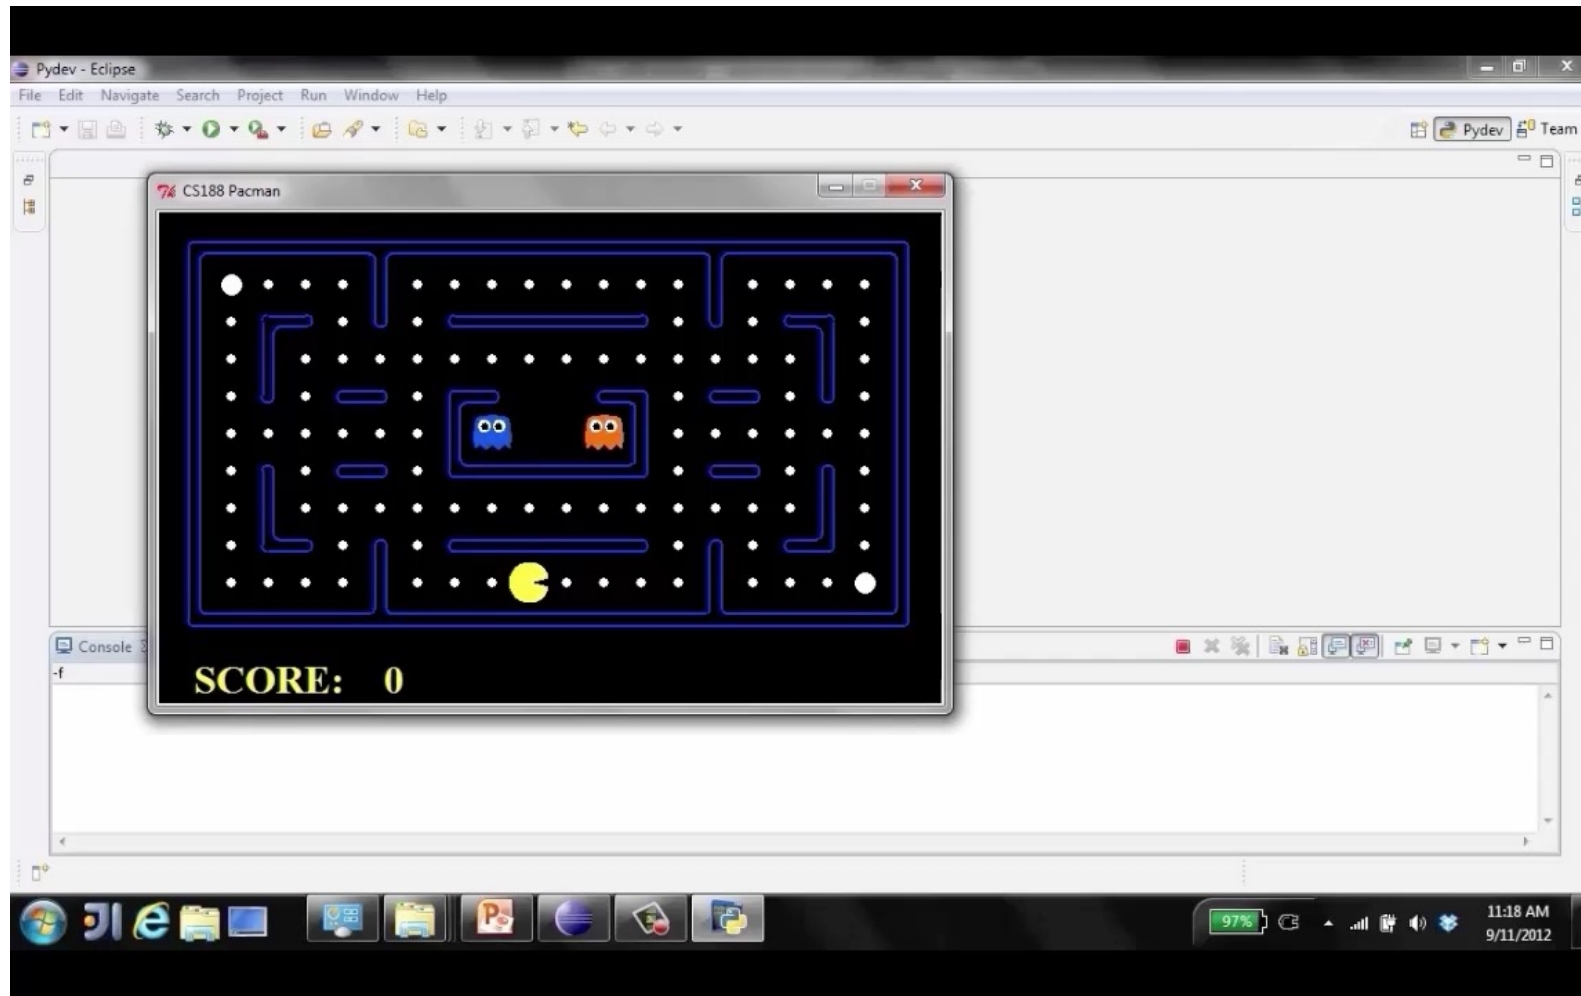 Pydev - Eclipse
File Edit Navigate Search Project Run Window Help
Pydev Team
CS188 Pacman
Console
-f
SCORE: 0
97%
11:18 AM
9/11/2012